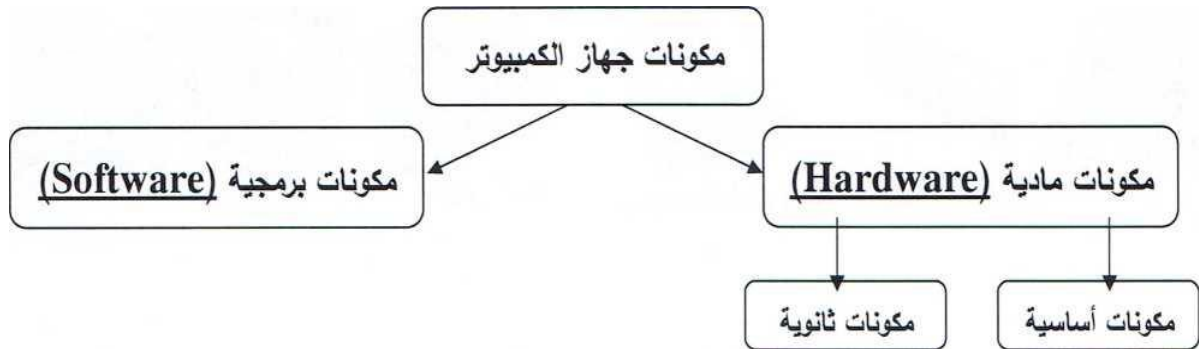 مكونات جهاز الكمبيوتر
مكونات مادية (Hardware)
مكونات برمجية (Software)
مكونات أساسية
مكونات ثانوية